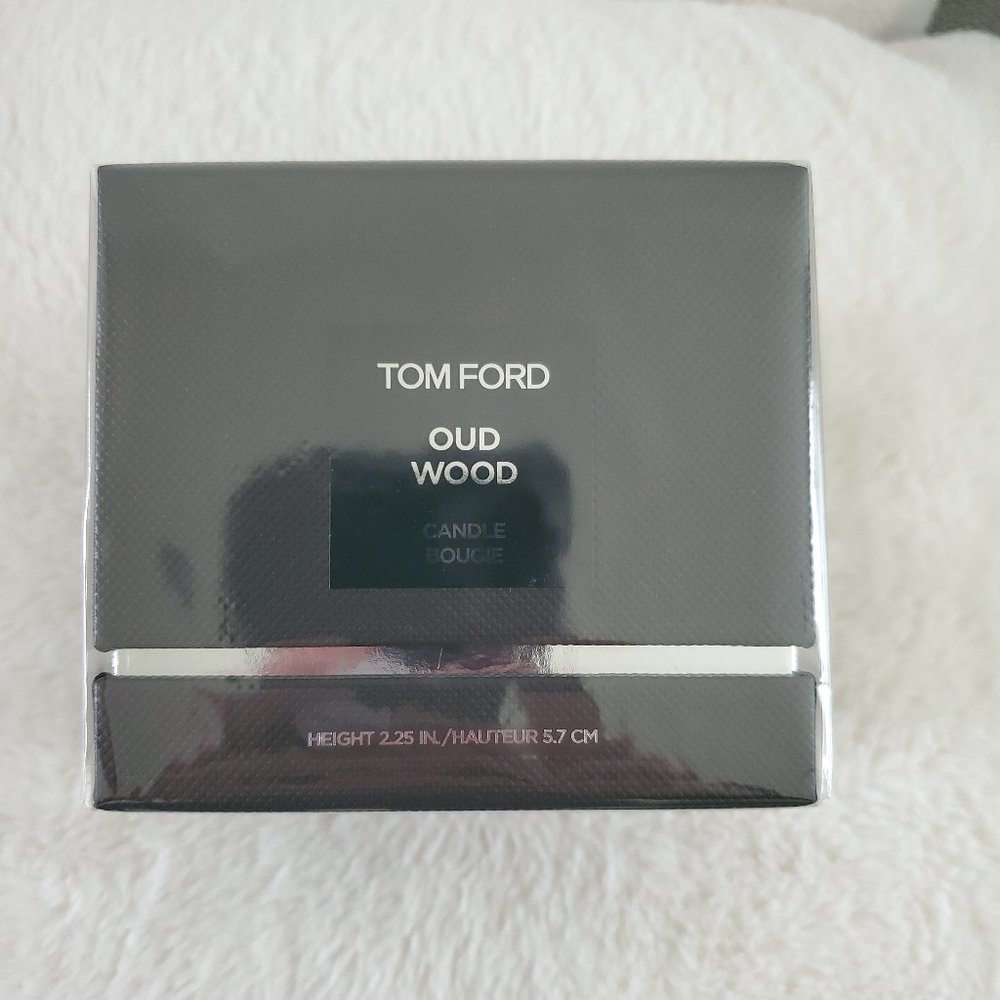 TOM FORD
OUD
WOOD
CANDLE
BOUGIE
HEIGHT 2.25 IN./HAUTEUR 5.7 CM